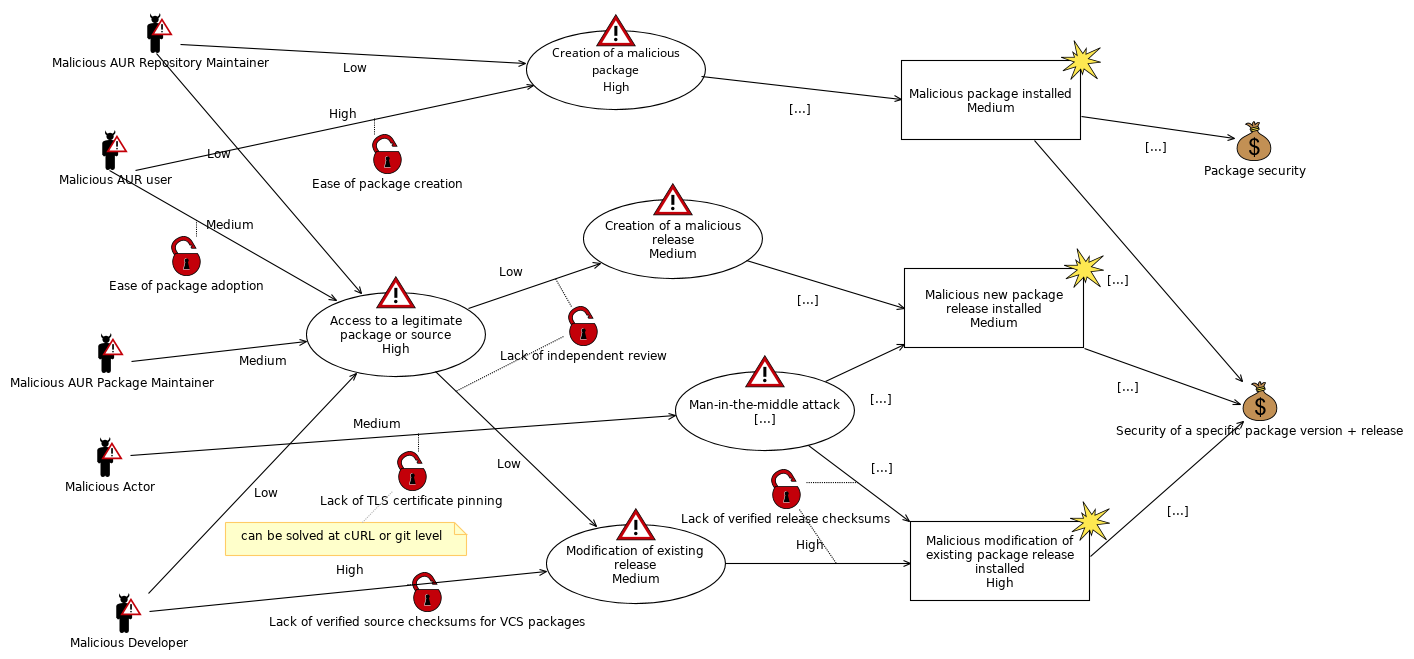 Malicious AUR Repository Maintainer
Low
Creation of a malicious
package
High
[...]
Malicious package installed
Medium
[...]
Package security
High
Low
Malicious AUR user
Ease of package creation
Medium
Ease of package adoption
Creation of a malicious
release
Medium
Low
[...]
Malicious new package
release installed
Medium
[...]
Access to a legitimate
package or source
High
Lack of independent review
Medium
Malicious AUR Package Maintainer
Man-in-the-middle attack
[...]
[...]
[...]
Security of a specific package version + release
Medium
Malicious Actor
Low
Lack of TLS certificate pinning
Low
[...]
Lack of verified release checksums
[...]
can be solved at cURL or git level
High
Modification of existing
release
Medium
High
Malicious modification of
existing package release
installed
High
Lack of verified source checksums for VCS packages
Malicious Developer